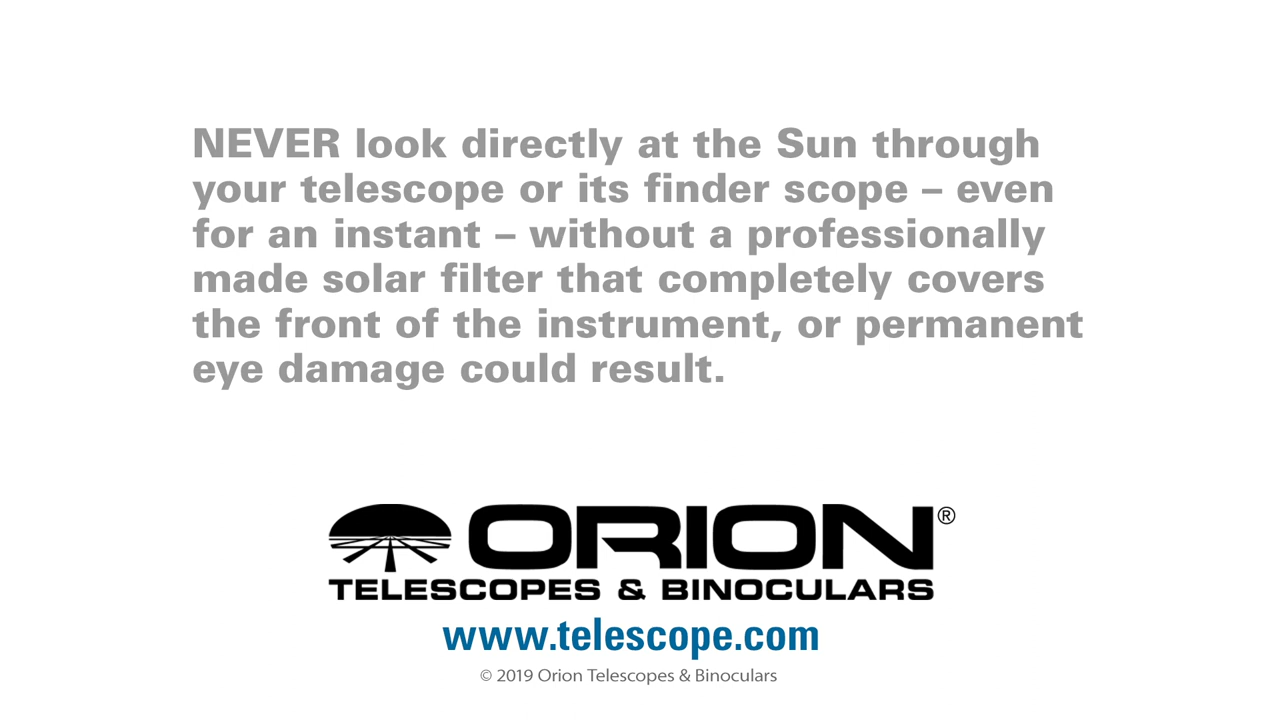 NEVER look directly at the Sun through
your telescope or its finder scope – even
for an instant – without a professionally
made solar filter that completely covers
the front of the instrument, or permanent
eye damage could result.
ORION®
TELESCOPES & BINOCULARS
www.telescope.com
© 2019 Orion Telescopes & Binoculars